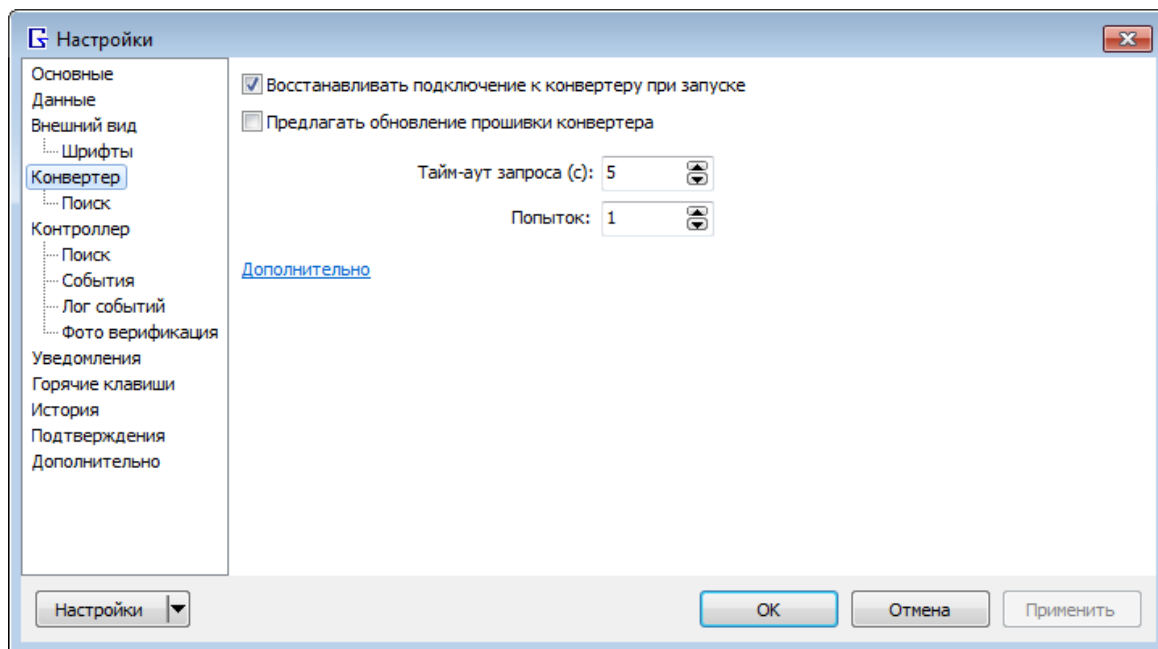 Настройки
Основные
Данные
Внешний вид
Шрифты
Конвертер
Поиск
Контроллер
Поиск
События
Лог событий
Фото верификация
Уведомления
Горячие клавиши
История
Подтверждения
Дополнительно
Восстанавливать подключение к конвертеру при запуске
Предлагать обновление прошивки конвертера
Тайм-аут запроса (с): 5
Попыток: 1
Дополнительно
Настройки OK Отмена Применить